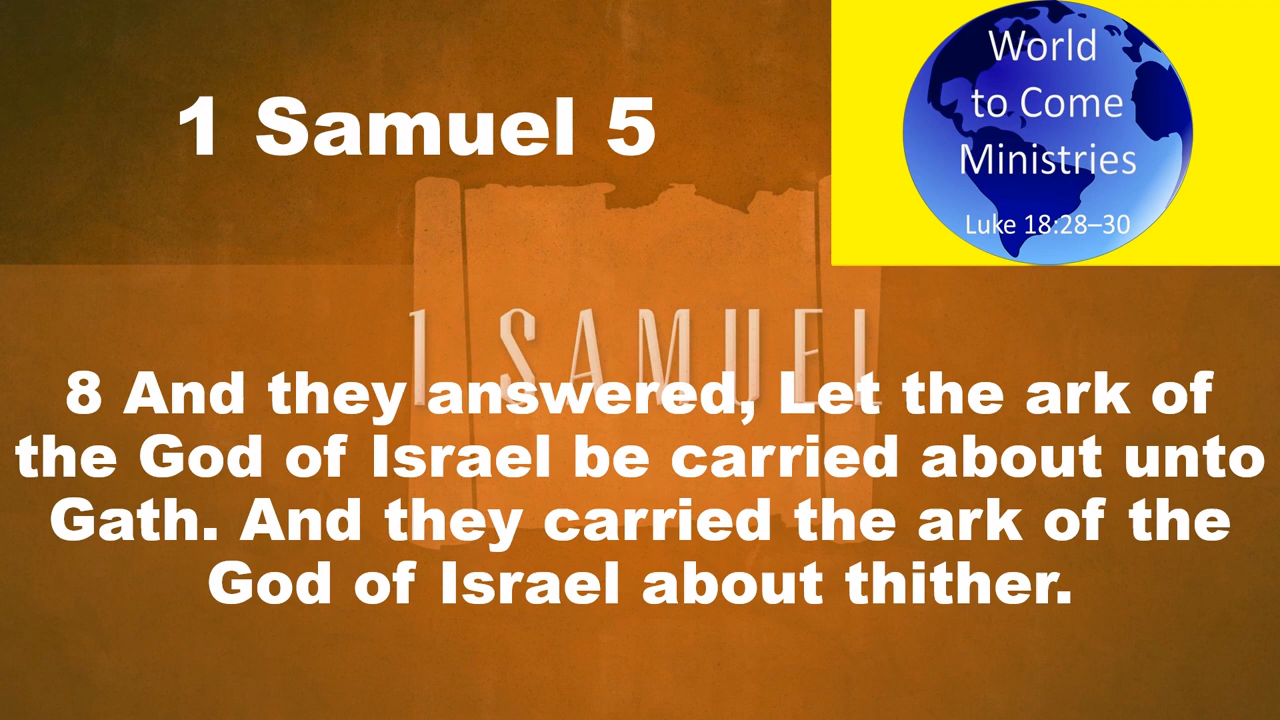 1 Samuel 5
World
to Come
Ministries
Luke 18:28–30
1 SAMUEL
8 And they answered, Let the ark of
the God of Israel be carried about unto
Gath. And they carried the ark of the
God of Israel about thither.